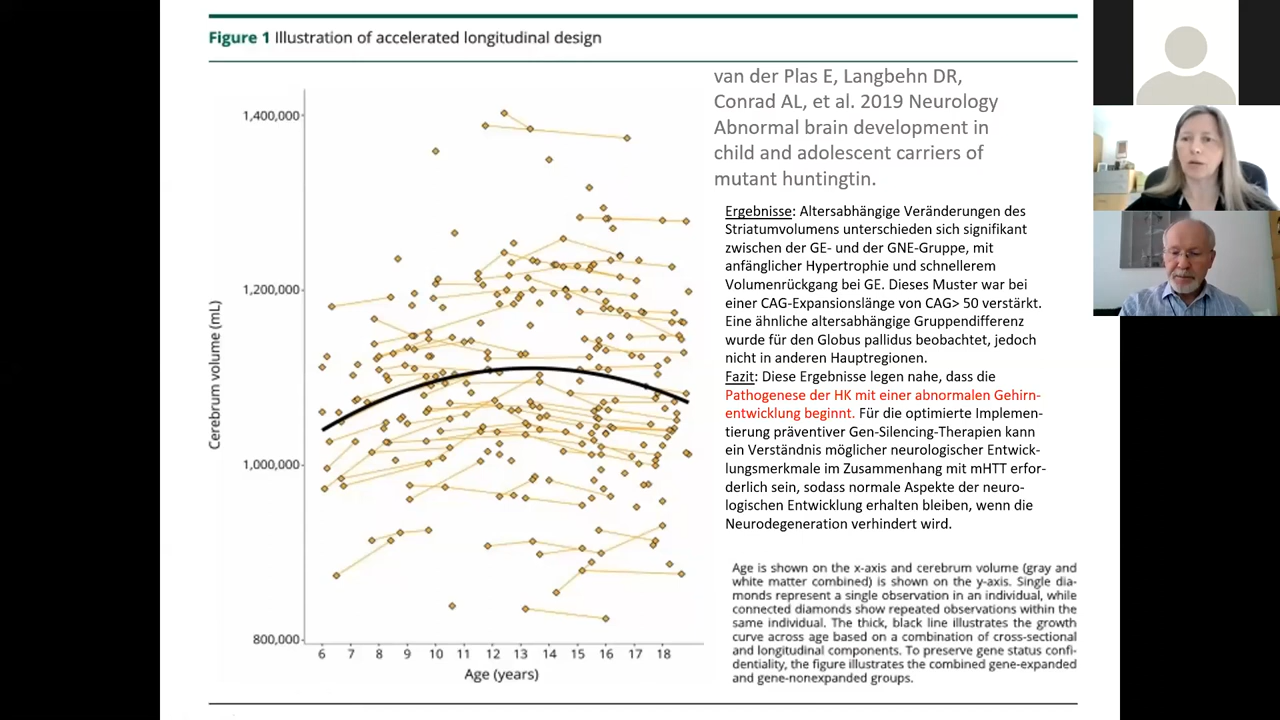 Figure 1 Illustration of accelerated longitudinal design
van der Plas E, Langbehn DR,
Conrad AL, et al. 2019 Neurology
Abnormal brain development in
child and adolescent carriers of
mutant huntingtin.
Ergebnisse: Altersabhängige Veränderungen des
Striatumvolumens unterschieden sich signifikant
zwischen der GE- und der GNE-Gruppe, mit
anfänglicher Hypertrophie und schnellerem
Volumenrückgang bei GE. Dieses Muster war bei
einer CAG-Expansionslänge von CAG> 50 verstärkt.
Eine ähnliche altersabhängige Gruppendifferenz
wurde für den Globus pallidus beobachtet, jedoch
nicht in anderen Hauptregionen.
Fazit: Diese Ergebnisse legen nahe, dass die
Pathogenese der HK mit einer abnormalen Gehirn-
entwicklung beginnt. Für die optimierte Implemen-
tierung präventiver Gen-Silencing-Therapien kann
ein Verständnis möglicher neurologischer Entwick-
lungsmerkmale im Zusammenhang mit mHTT erfor-
derlich sein, sodass normale Aspekte der neuro-
logischen Entwicklung erhalten bleiben, wenn die
Neurodegeneration verhindert wird.
Age is shown on the x-axis and cerebrum volume (gray and
white matter combined) is shown on the y-axis. Single dia-
monds represent a single observation in an individual, while
connected diamonds show repeated observations within the
same individual. The thick, black line illustrates the growth
curve across age based on a combination of cross-sectional
and longitudinal components. To preserve gene status confi-
dentiality, the figure illustrates the combined gene-expanded
and gene-nonexpanded groups.
Cerebrum volume (mL)
1,400,000
1,200,000
1,000,000
800,000
6 7 8 9 10 11 12 13 14 15 16 17 18
Age (years)